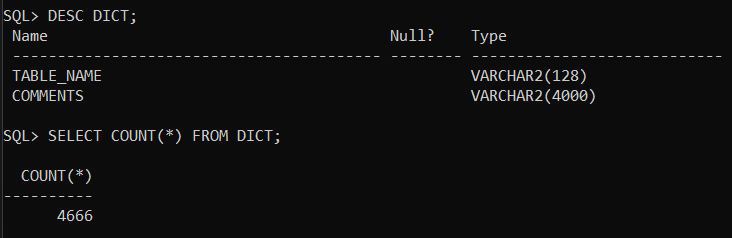 SQL> DESC DICT;
 Name                                      Null?    Type
 ----------------------------------------- -------- ----------------------------
 TABLE_NAME                                         VARCHAR2(128)
 COMMENTS                                           VARCHAR2(4000)
SQL> SELECT COUNT(*) FROM DICT;
  COUNT(*)
----------
      4666